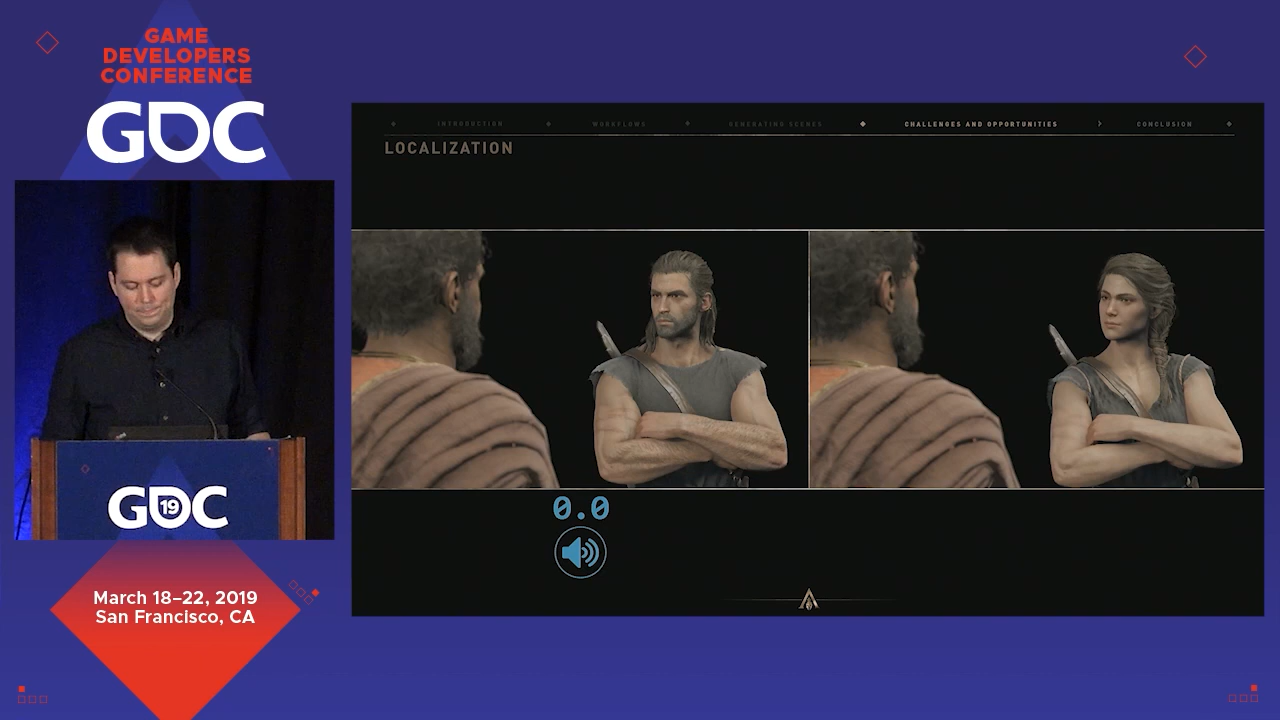 GAME
DEVELOPERS
CONFERENCE
GDC
INTRODUCTION
WORKFLOWS
GENERATING SCENES
CHALLENGES AND OPPORTUNITIES
CONCLUSION
LOCALIZATION
0.0
GDC
19
March 18–22, 2019
San Francisco, CA